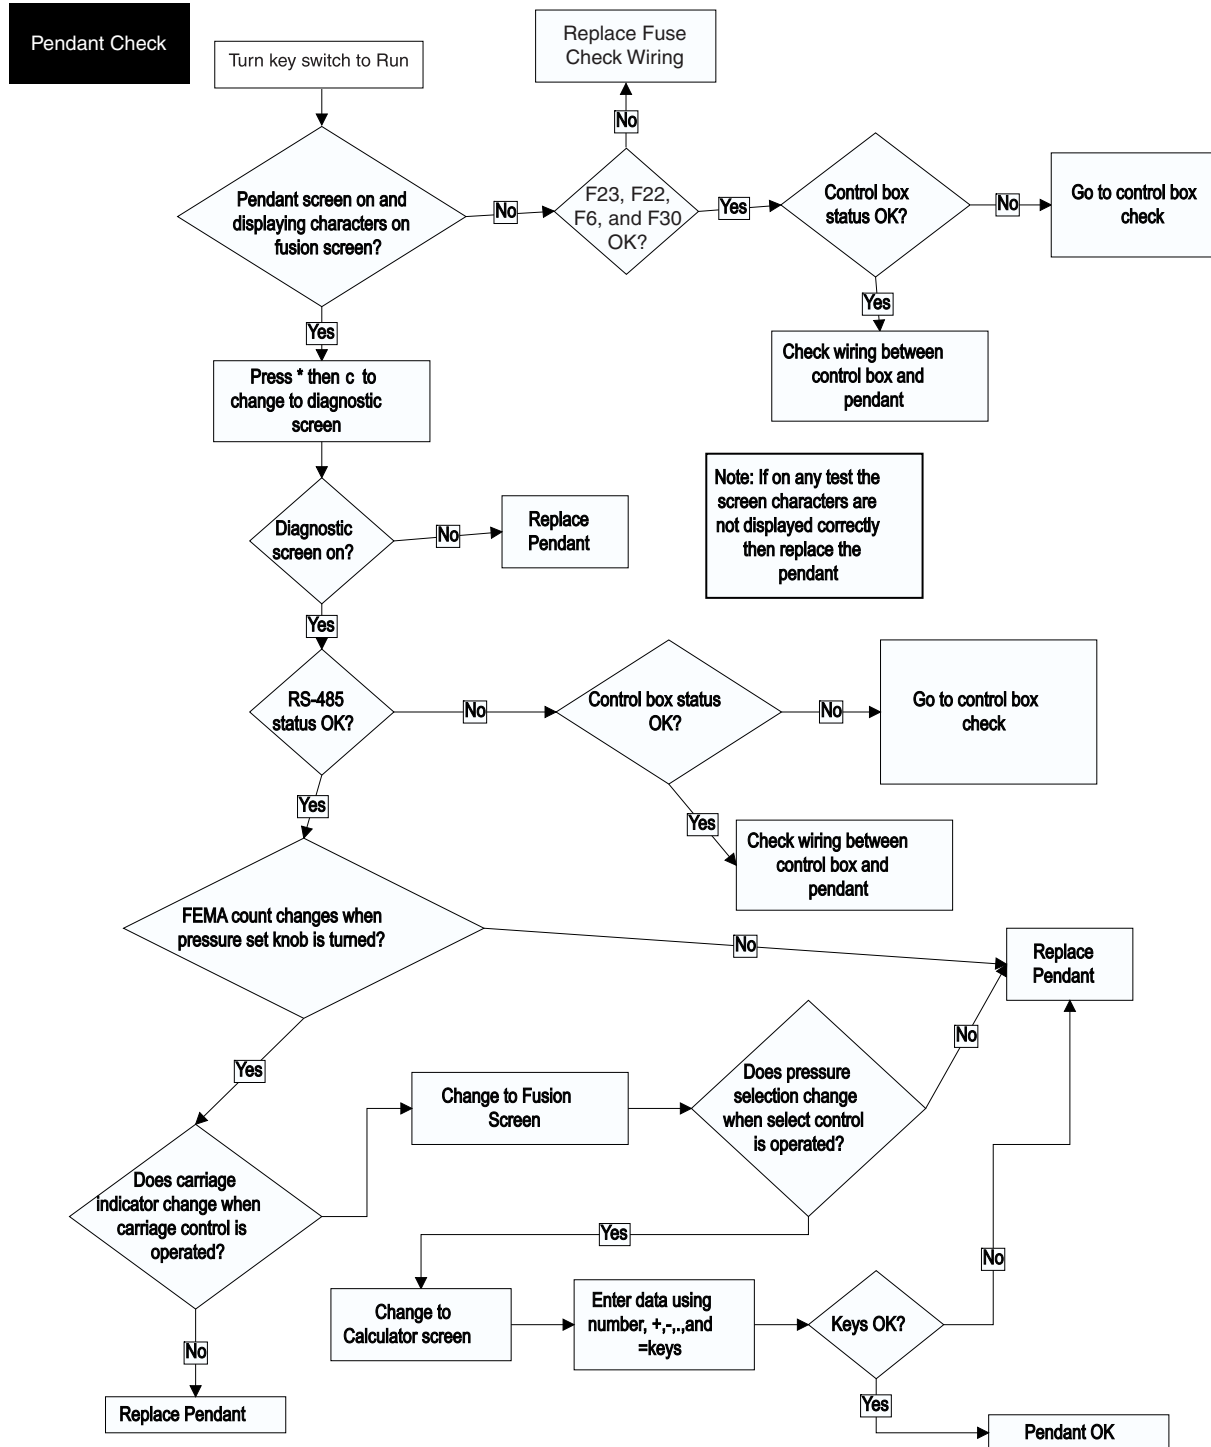 Pendant Check
Turn key switch to Run
Replace Fuse
Check Wiring
No
Pendant screen on and
displaying characters on
fusion screen?
No
F23, F22,
F6, and F30
OK?
Yes
Control box
status OK?
No
Go to control box
check
Yes
Yes
Check wiring between
control box and
pendant
Press * then c to
change to diagnostic
screen
Note: If on any test the
screen characters are
not displayed correctly
then replace the
pendant
Diagnostic
screen on?
No
Replace
Pendant
Yes
RS-485
status OK?
No
Control box status
OK?
No
Go to control box
check
Yes
Yes
Check wiring between
control box and
pendant
FEMA count changes when
pressure set knob is turned?
No
Replace
Pendant
Yes
Change to Fusion
Screen
Does pressure
selection change
when select control
is operated?
No
Does carriage
indicator change when
carriage control is
operated?
Yes
No
Change to
Calculator screen
Enter data using
number, +,-,.,and
=keys
Keys OK?
No
Replace Pendant
Yes
Pendant OK